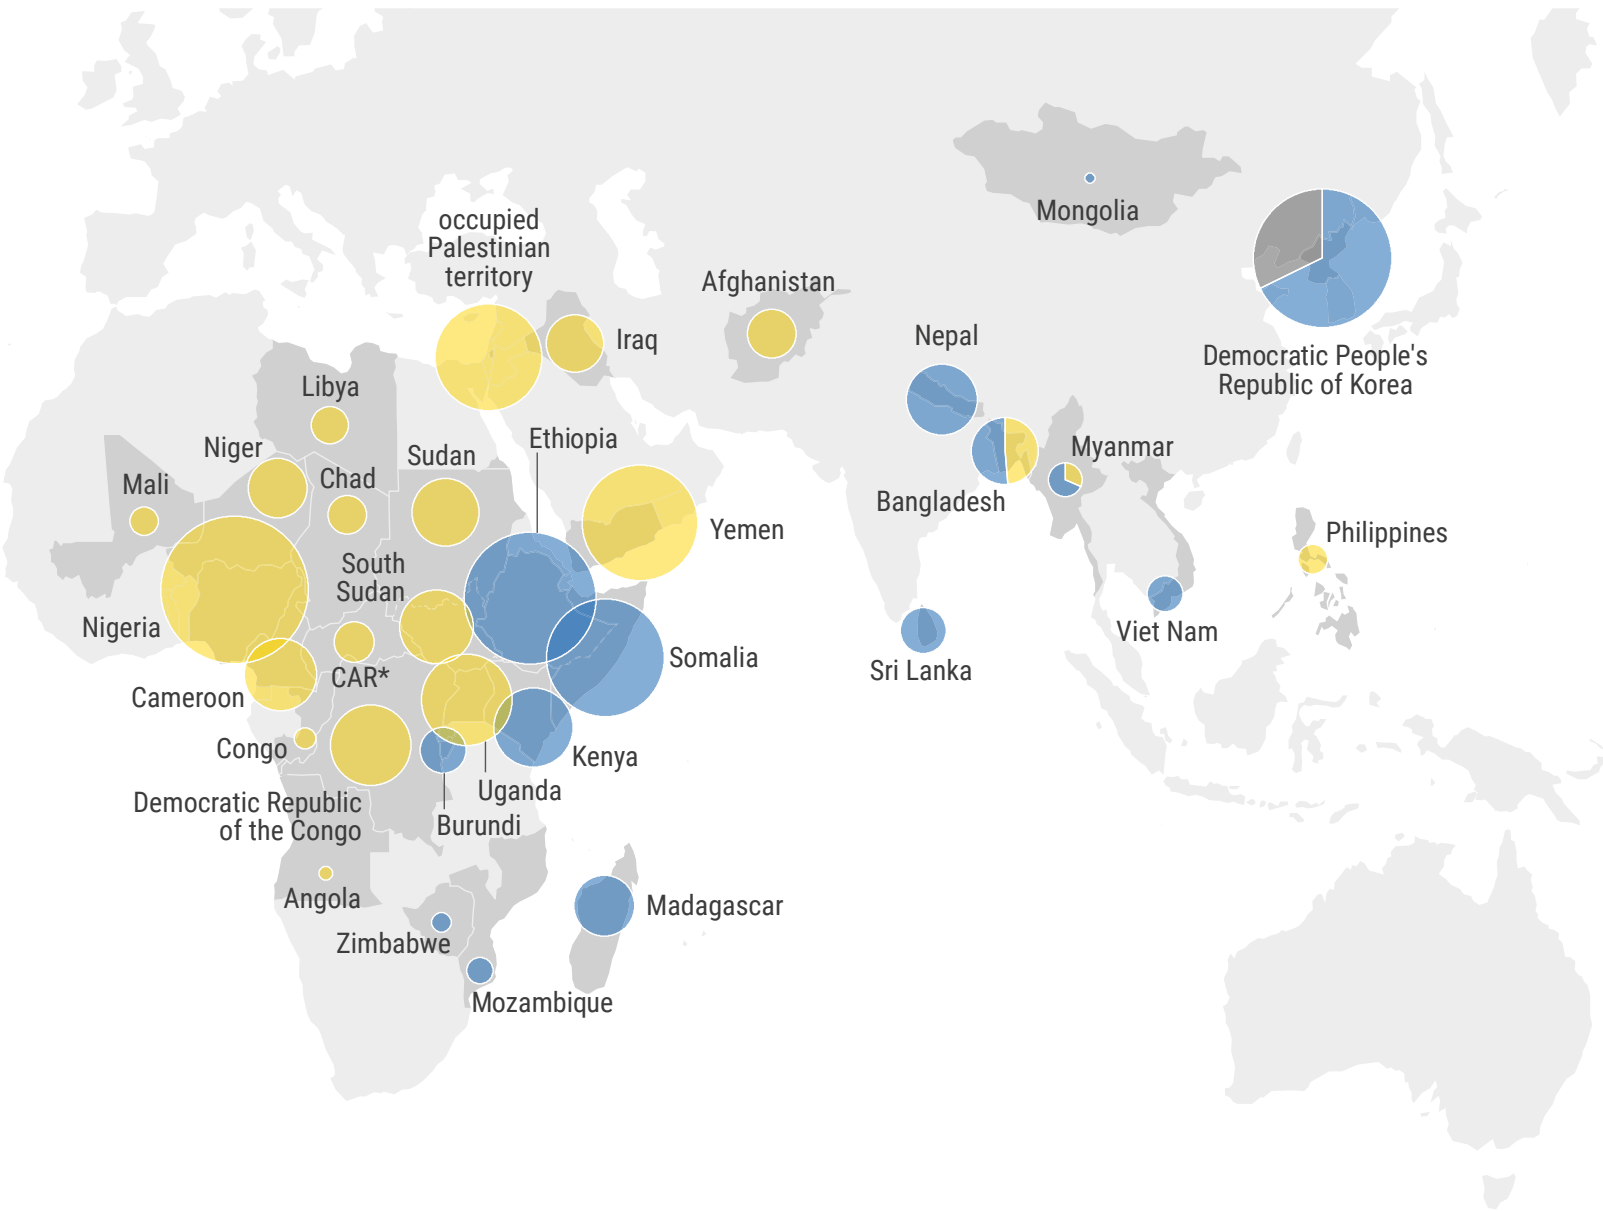 occupied
Palestinian
territory
Mongolia
Afghanistan
Iraq
Nepal
Democratic People's
Republic of Korea
Libya
Ethiopia
Niger
Sudan
Chad
Mali
Myanmar
Bangladesh
Yemen
Philippines
South
Sudan
Nigeria
Viet Nam
Somalia
Sri Lanka
CAR*
Cameroon
Congo
Kenya
Uganda
Democratic Republic
of the Congo
Burundi
Angola
Madagascar
Zimbabwe
Mozambique